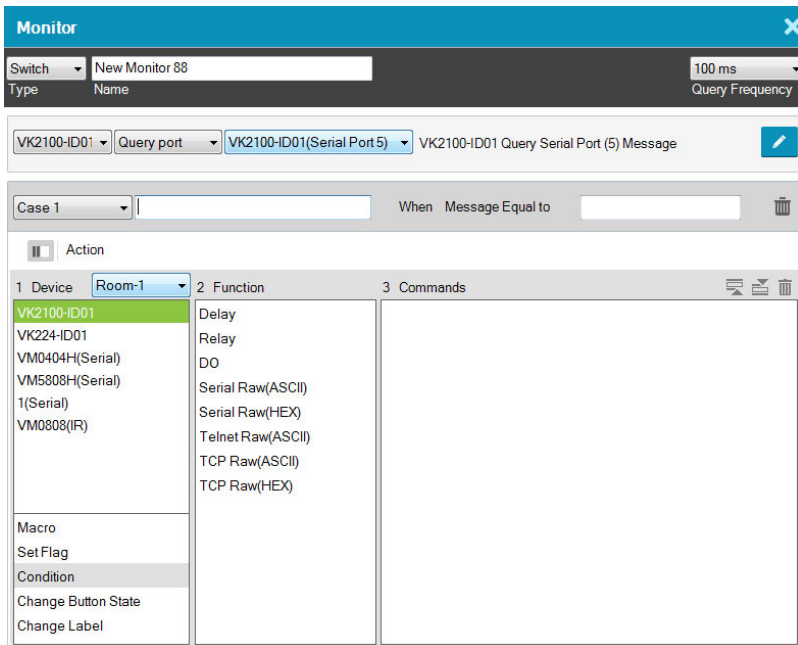 Monitor
Switch New Monitor 88 100 ms
Type Name Query Frequency
VK2100-ID01 Query port VK2100-ID01(Serial Port 5) VK2100-ID01 Query Serial Port (5) Message
Case 1 When Message Equal to
Action
1 Device Room-1 2 Function 3 Commands
VK2100-ID01
VK224-ID01
VM0404H(Serial)
VM5808H(Serial)
1(Serial)
VM0808(IR)
Macro
Set Flag
Condition
Change Button State
Change Label
Delay
Relay
DO
Serial Raw(ASCII)
Serial Raw(HEX)
Telnet Raw(ASCII)
TCP Raw(ASCII)
TCP Raw(HEX)